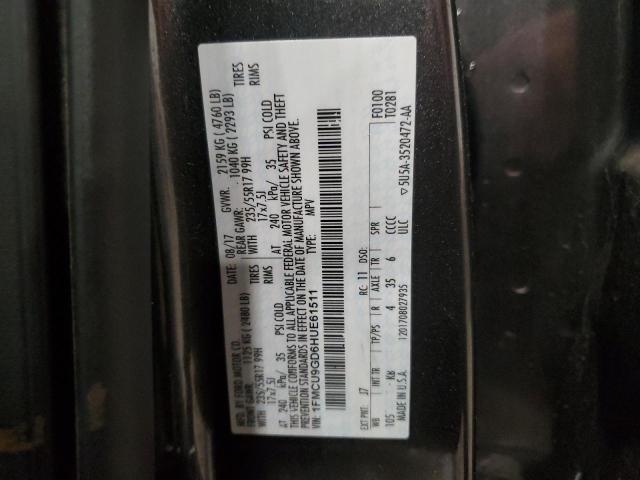 MFD. BY FORD MOTOR CO.
DATE: 08/17 GVWR: 2159 KG ( 4760 LB)
FRONT GAWR: 1125 KG ( 2480 LB) REAR GAWR: 1040 KG ( 2293 LB)
235/55R17 99H TIRES WITH 235/55R17 99H TIRES
17x7.5J RIMS 17x7.5J RIMS
AT 240 kPa/ 35 PSI COLD AT 240 kPa/ 35 PSI COLD
THIS VEHICLE CONFORMS TO ALL APPLICABLE FEDERAL MOTOR VEHICLE SAFETY AND THEFT
PREVENTION STANDARDS IN EFFECT ON THE DATE OF MANUFACTURE SHOWN ABOVE.
VIN: 1FMCU9GD6HUE61511 TYPE: MPV
F0100
T0281
EXT PNT: J7 RC: 11 DSO:
WB INT TR TP/PS R AXLE TR SPR
105 K8 4 35 6 CCCC
MADE IN U.S.A. ULC
1201708027935
▽5U5A-3520472-AA